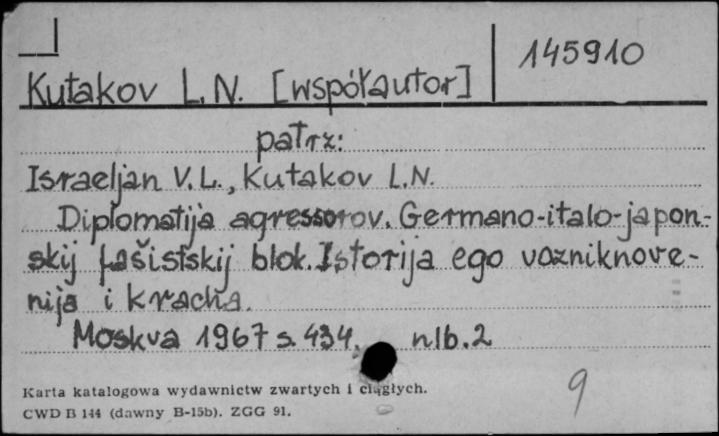 145910
Kutakov L.N. [współautor]
patrz:
Israeljan V.L., Kutakov L.N.
Diplomatija agressorov. Germano-italo-japon-
skij fašistskij blok. Istorija ego vozniknove-
nija i kracha.
Moskva 1967 s. 434. nlb. 2
Karta katalogowa wydawnictw zwartych i ciągłych.
CWD B 144 (dawny B-15b). ZGG 91.
9